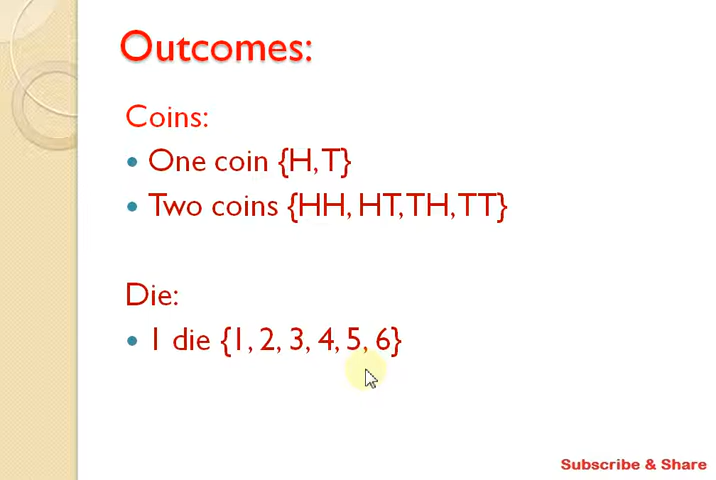 Outcomes:
Coins:
• One coin {H,T}
• Two coins {HH, HT,TH,TT}
Die:
• 1 die {1, 2, 3, 4, 5, 6}
Subscribe & Share